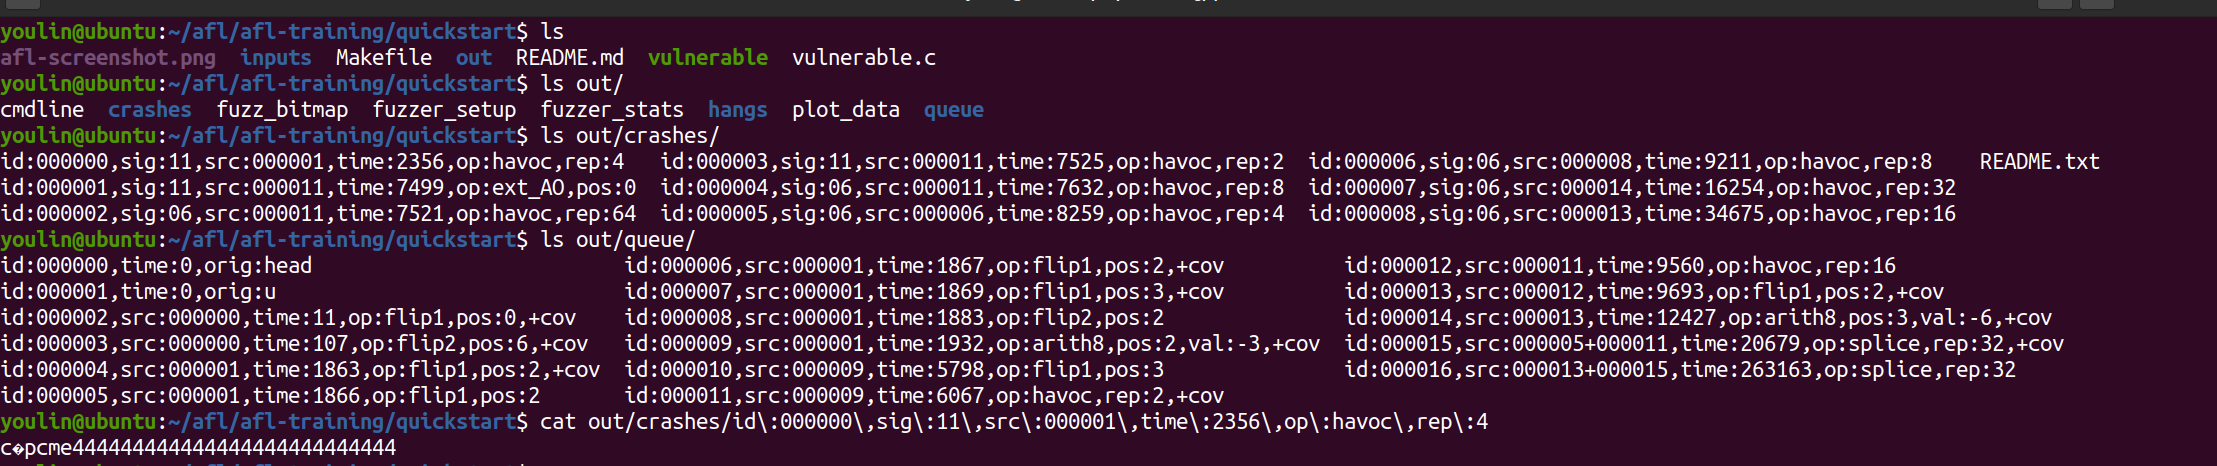 youlin@ubuntu:~/afl/afl-training/quickstart$ ls
afl-screenshot.png  inputs  Makefile  out  README.md  vulnerable  vulnerable.c
youlin@ubuntu:~/afl/afl-training/quickstart$ ls out/
cmdline  crashes  fuzz_bitmap  fuzzer_setup  fuzzer_stats  hangs  plot_data  queue
youlin@ubuntu:~/afl/afl-training/quickstart$ ls out/crashes/
id:000000,sig:11,src:000001,time:2356,op:havoc,rep:4   id:000003,sig:11,src:000011,time:7525,op:havoc,rep:2  id:000006,sig:06,src:000008,time:9211,op:havoc,rep:8    README.txt
id:000001,sig:11,src:000011,time:7499,op:ext_AO,pos:0  id:000004,sig:06,src:000011,time:7632,op:havoc,rep:8  id:000007,sig:06,src:000014,time:16254,op:havoc,rep:32
id:000002,sig:06,src:000011,time:7521,op:havoc,rep:64  id:000005,sig:06,src:000006,time:8259,op:havoc,rep:4  id:000008,sig:06,src:000013,time:34675,op:havoc,rep:16
youlin@ubuntu:~/afl/afl-training/quickstart$ ls out/queue/
id:000000,time:0,orig:head                          id:000006,src:000001,time:1867,op:flip1,pos:2,+cov          id:000012,src:000011,time:9560,op:havoc,rep:16
id:000001,time:0,orig:u                             id:000007,src:000001,time:1869,op:flip1,pos:3,+cov          id:000013,src:000012,time:9693,op:flip1,pos:2,+cov
id:000002,src:000000,time:11,op:flip1,pos:0,+cov    id:000008,src:000001,time:1883,op:flip2,pos:2               id:000014,src:000013,time:12427,op:arith8,pos:3,val:-6,+cov
id:000003,src:000000,time:107,op:flip2,pos:6,+cov   id:000009,src:000001,time:1932,op:arith8,pos:2,val:-3,+cov  id:000015,src:000005+000011,time:20679,op:splice,rep:32,+cov
id:000004,src:000001,time:1863,op:flip1,pos:2,+cov  id:000010,src:000009,time:5798,op:flip1,pos:3               id:000016,src:000013+000015,time:263163,op:splice,rep:32
id:000005,src:000001,time:1866,op:flip1,pos:2       id:000011,src:000009,time:6067,op:havoc,rep:2,+cov
youlin@ubuntu:~/afl/afl-training/quickstart$ cat out/crashes/id\:000000\,sig\:11\,src\:000001\,time\:2356\,op\:havoc\,rep\:4
c�pcme444444444444444444444444444